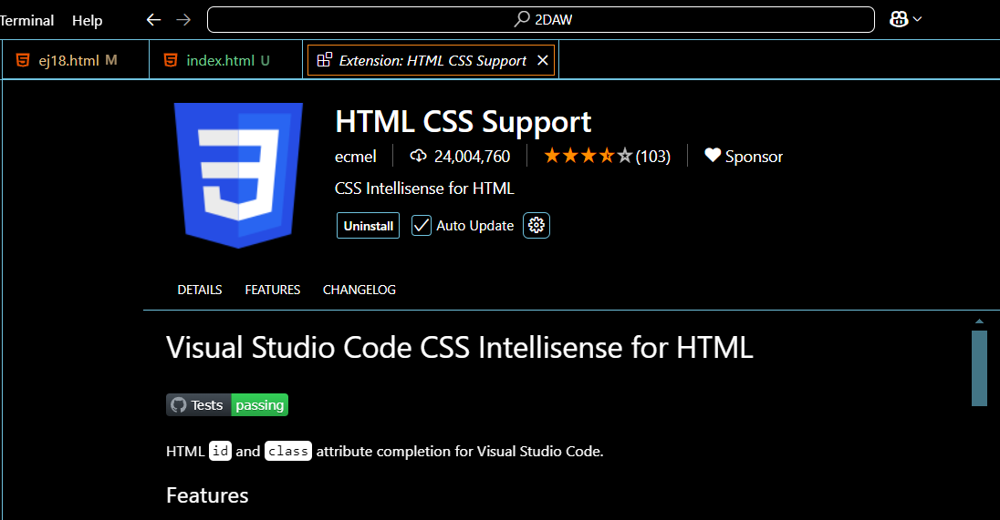 Terminal Help 2DAW
ej18.html M index.html U Extension: HTML CSS Support
HTML CSS Support
ecmel 24,004,760 (103) Sponsor
CSS Intellisense for HTML
Uninstall Auto Update
DETAILS FEATURES CHANGELOG
Visual Studio Code CSS Intellisense for HTML
Tests passing
HTML id and class attribute completion for Visual Studio Code.
Features